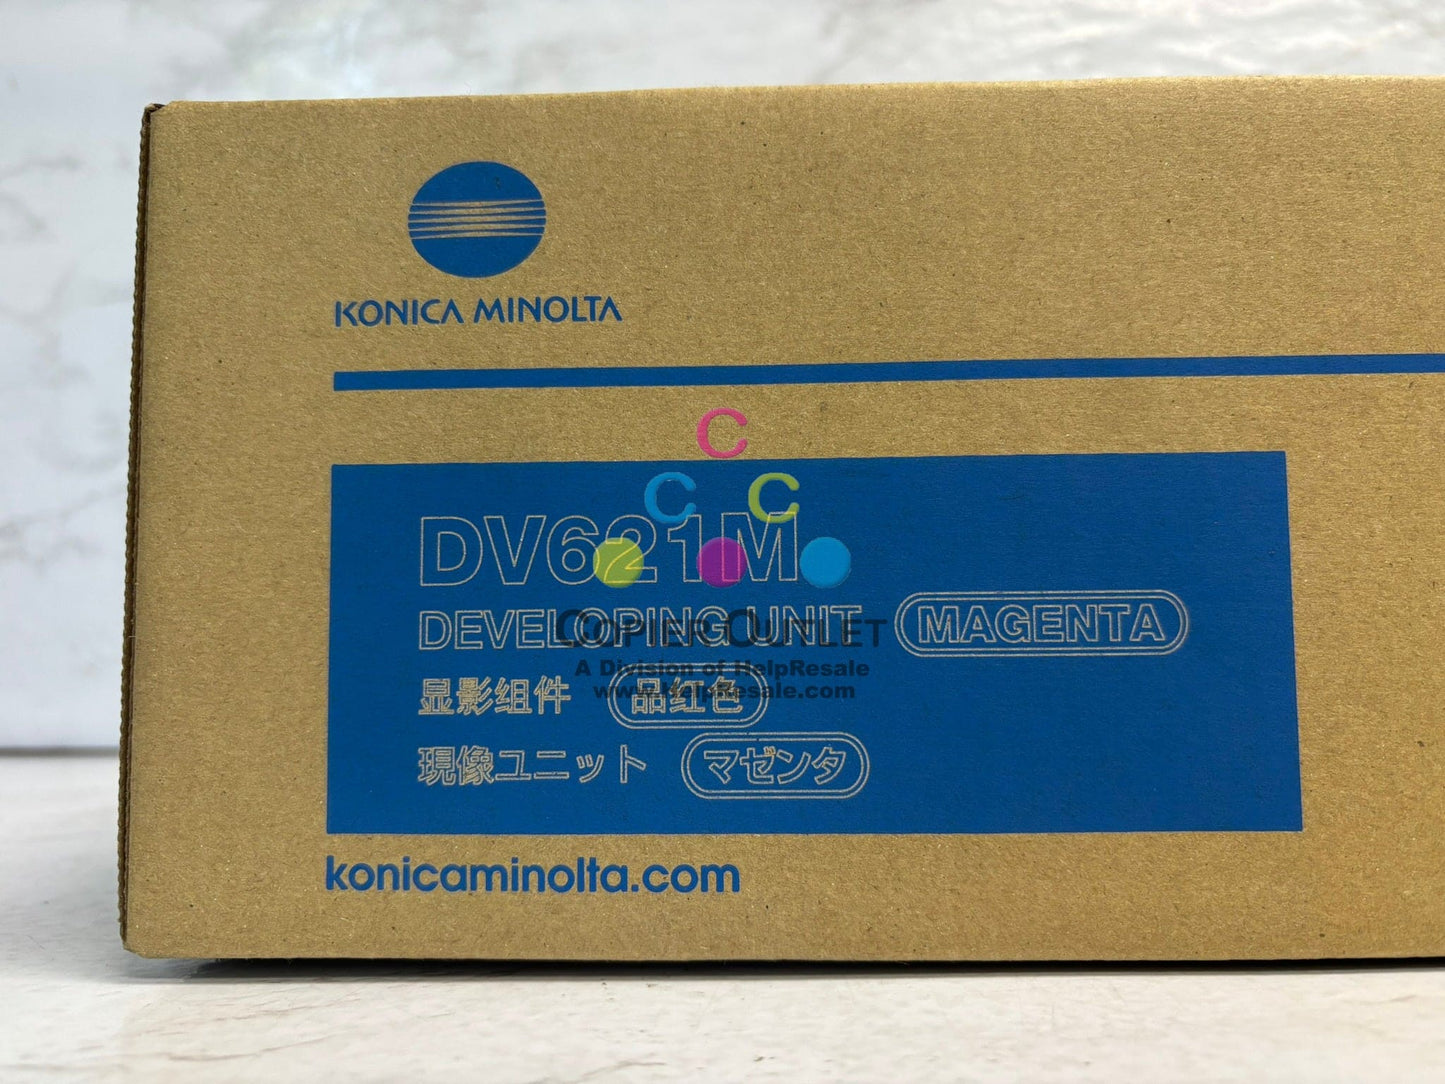 KONICA MINOLTA
C
C C
DV621M
DEVELOPING UNIT MAGENTA
COPIER OUTLET
A Division of HelpResale
www.HelpResale.com
显影组件 品红色
現像ユニット マゼンタ
konicaminolta.com